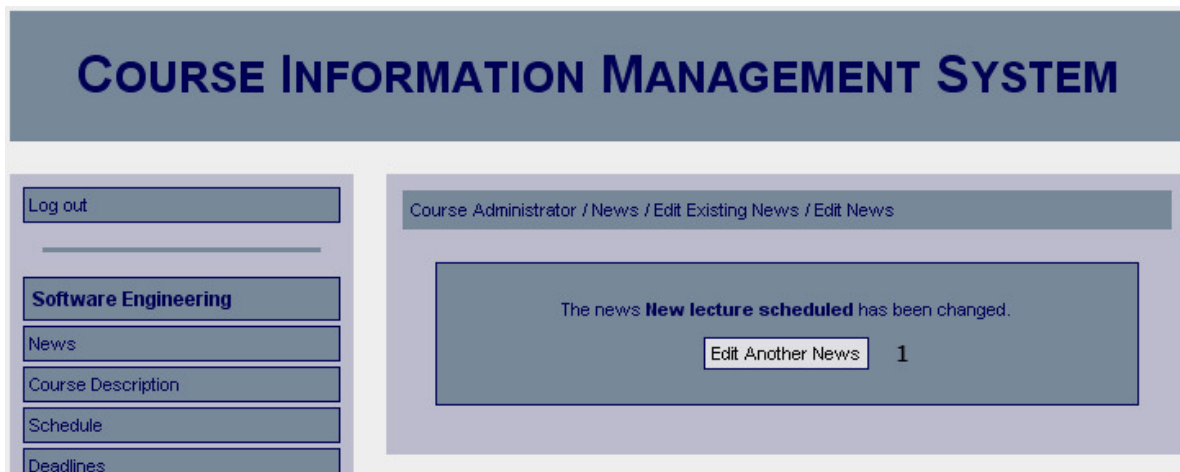 COURSE INFORMATION MANAGEMENT SYSTEM
Log out
Software Engineering
News
Course Description
Schedule
Deadlines
Course Administrator / News / Edit Existing News / Edit News
The news New lecture scheduled has been changed.
Edit Another News 1